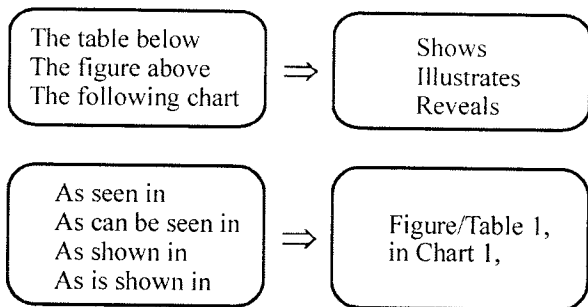 The table below
The figure above
The following chart
⇒
Shows
Illustrates
Reveals
As seen in
As can be seen in
As shown in
As is shown in
⇒
Figure/Table 1,
in Chart 1,